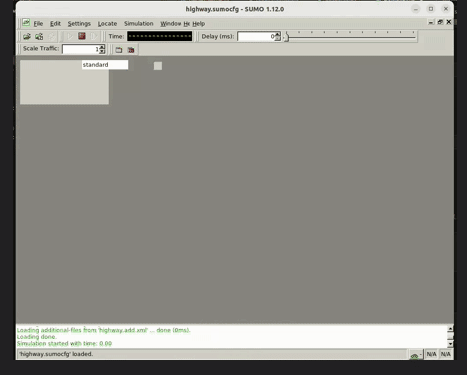 highway.sumocfg - SUMO 1.12.0
File Edit Settings Locate Simulation Window Help
Time: Delay (ms): 0
Scale Traffic: 1
standard
Loading additional-files from 'highway.add.xml' ... done (0ms).
Loading done.
Simulation started with time: 0.00
'highway.sumocfg' loaded. N/A N/A